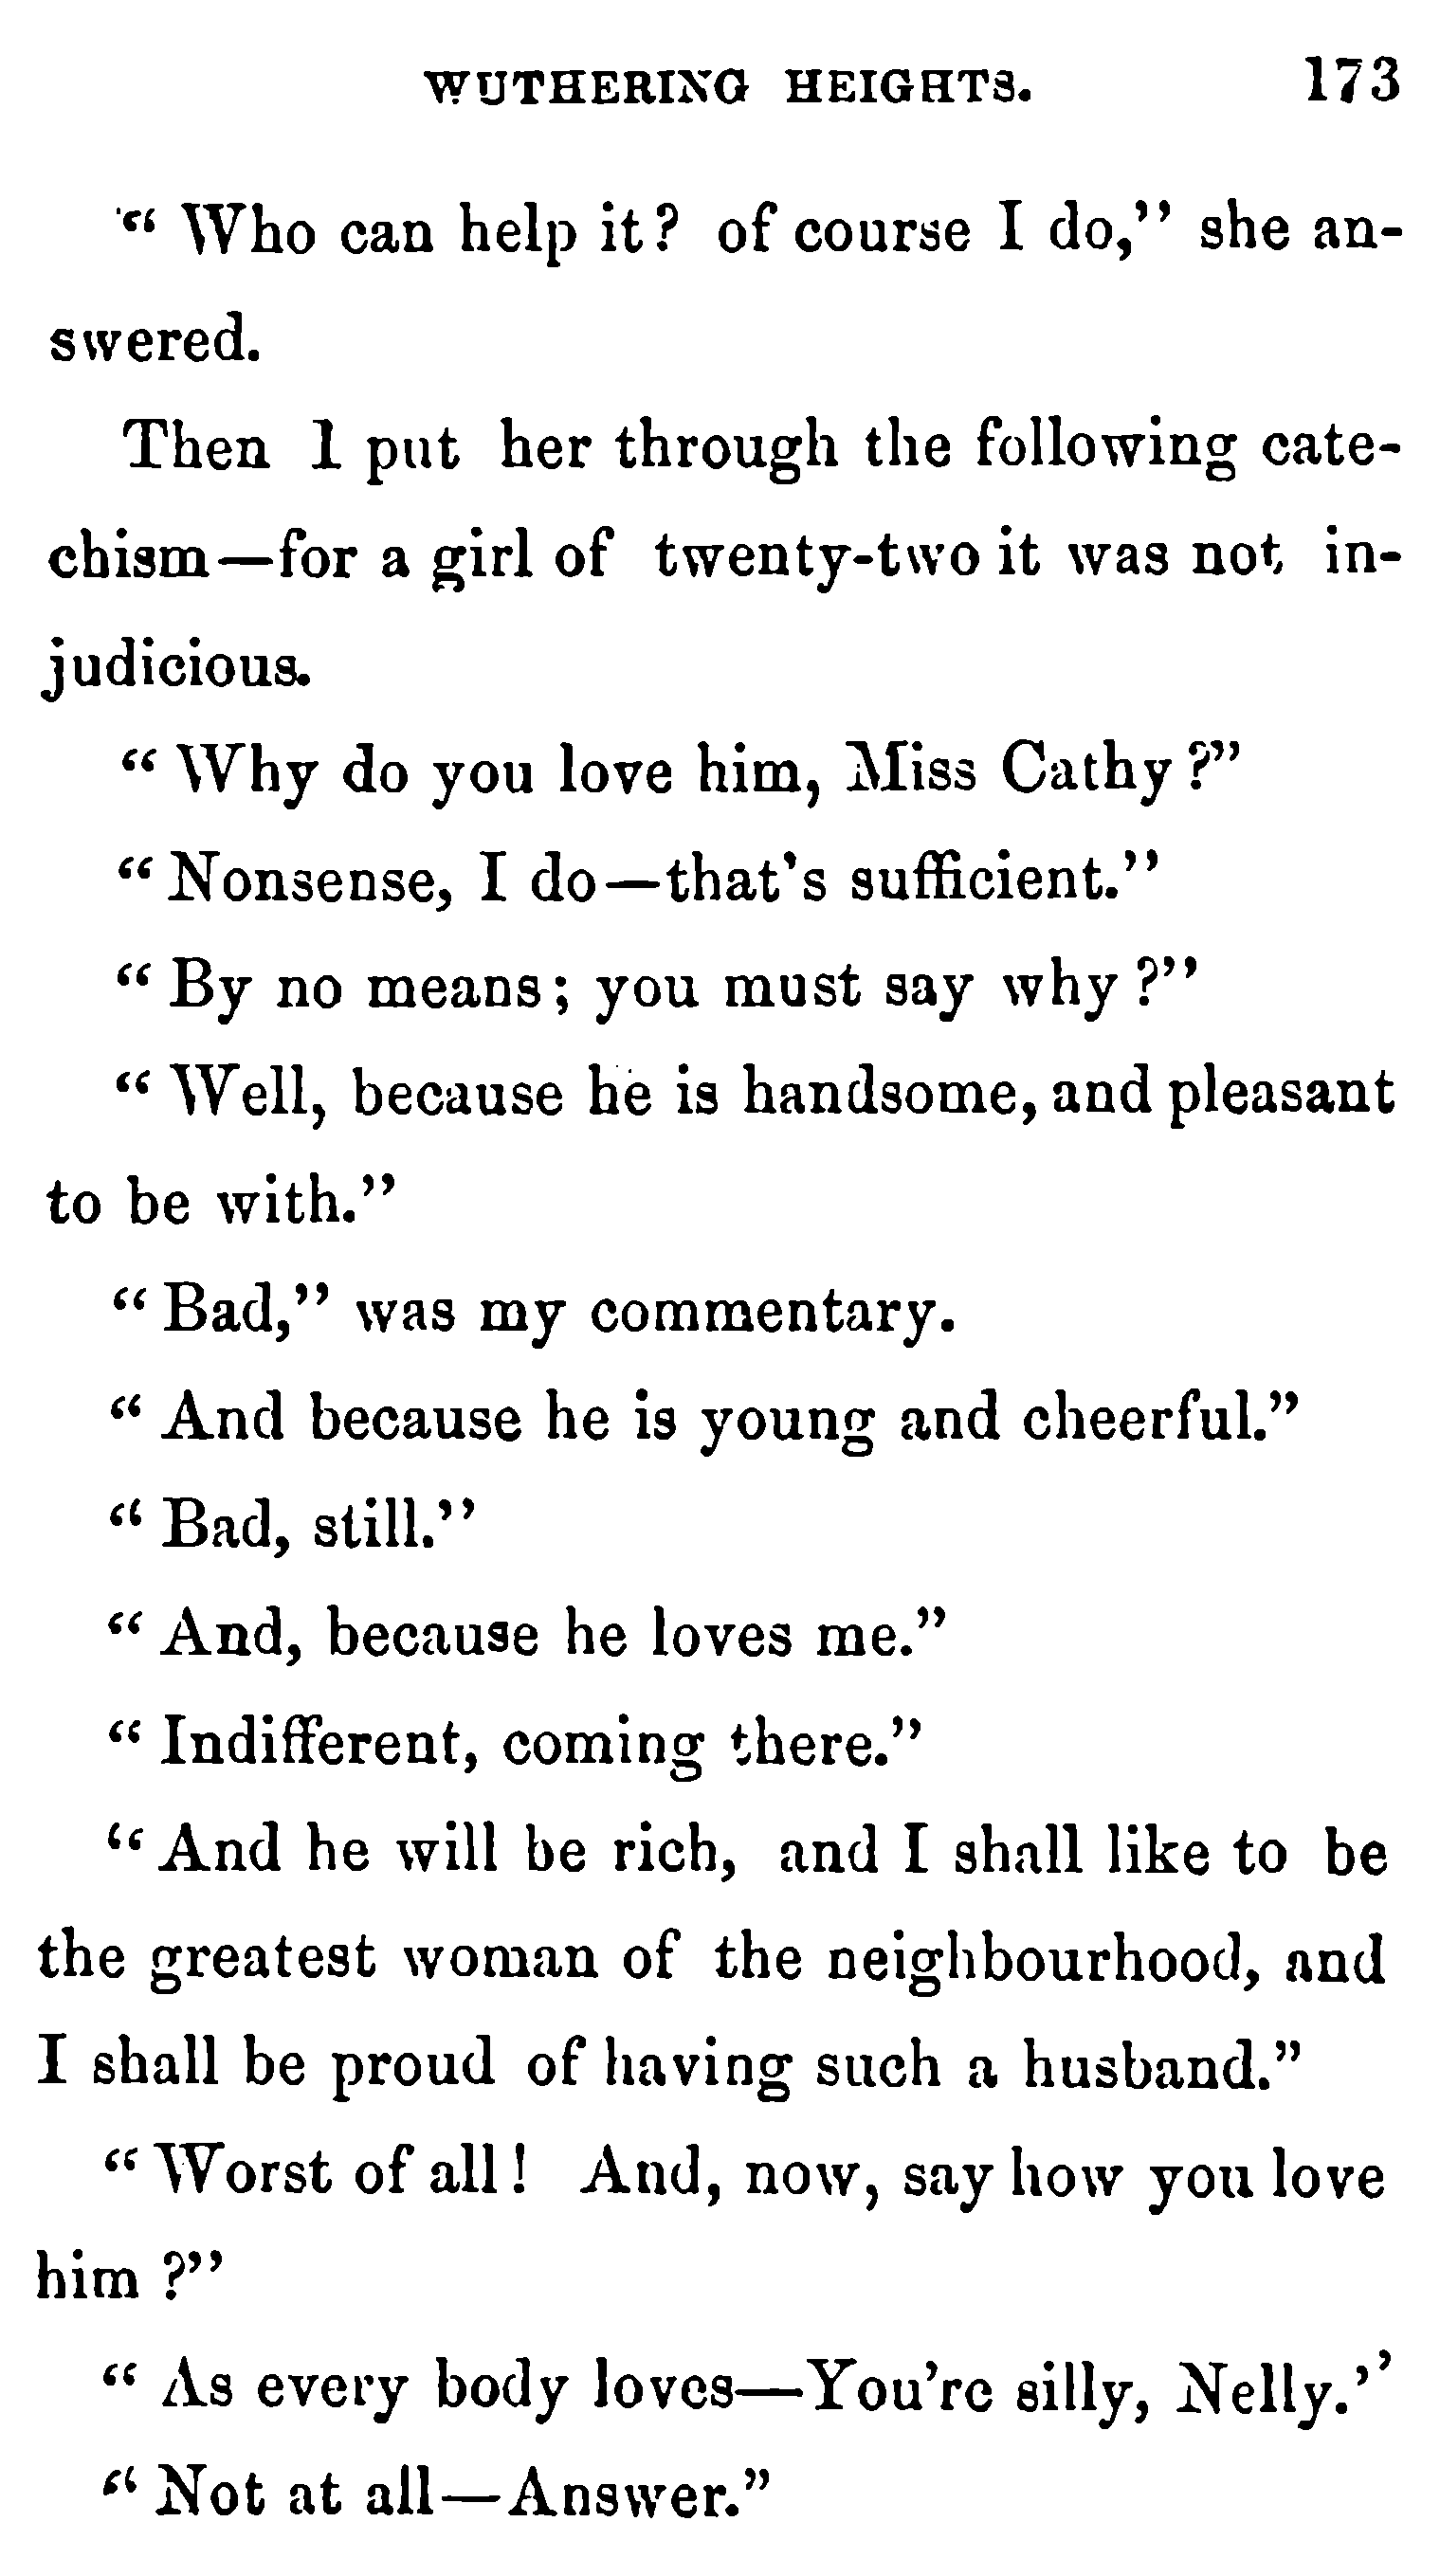 WUTHERING HEIGHTS. 173
“ Who can help it? of course I do,” she an-
swered.
Then I put her through the following cate-
chism—for a girl of twenty-two it was not in-
judicious.
“ Why do you love him, Miss Cathy ?”
“ Nonsense, I do—that's sufficient.”
“ By no means; you must say why ?”
“ Well, because he is handsome, and pleasant
to be with.”
“ Bad,” was my commentary.
“ And because he is young and cheerful.”
“ Bad, still.”
“ And, because he loves me.”
“ Indifferent, coming there.”
“ And he will be rich, and I shall like to be
the greatest woman of the neighbourhood, and
I shall be proud of having such a husband.”
“ Worst of all! And, now, say how you love
him ?”
“ As every body loves—You're silly, Nelly.”
“ Not at all—Answer.”